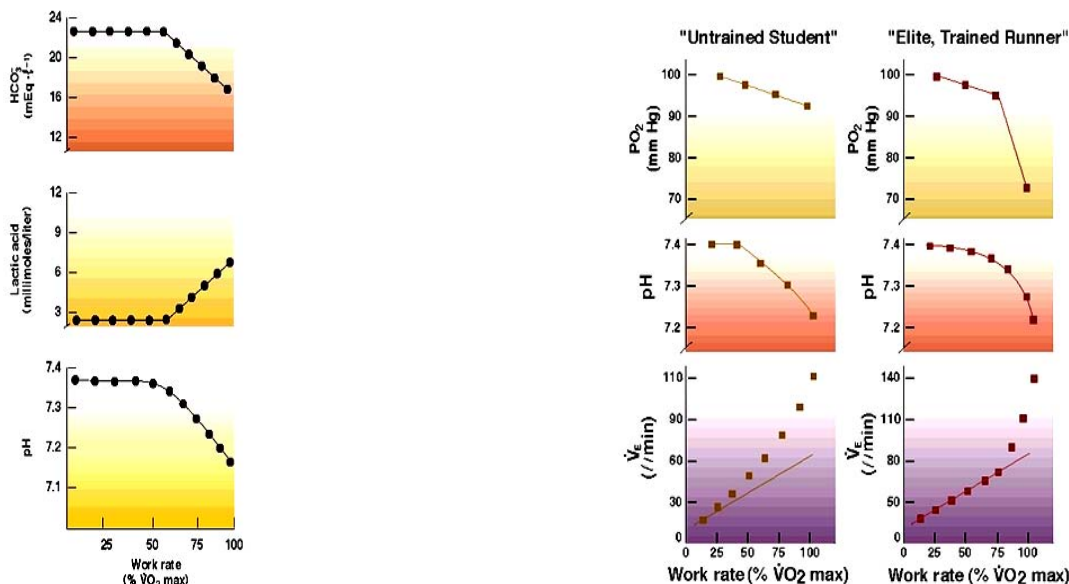 24
20
16
12
HCO₃⁻
(mEq · ℓ⁻¹)
12
9
6
3
Lactic acid
(millimoles/liter)
7.4
7.3
7.2
7.1
pH
25 50 75 100
Work rate
(% V̇O₂ max)
"Untrained Student"
100
90
80
70
PO₂
(mm Hg)
7.4
7.3
7.2
pH
110
90
60
30
0
V̇E
(l/min)
0 25 50 75 100
Work rate (% V̇O₂ max)
"Elite, Trained Runner"
100
90
80
70
PO₂
(mm Hg)
7.4
7.3
7.2
pH
140
110
80
50
0
V̇E
(l/min)
0 25 50 75 100
Work rate (% V̇O₂ max)